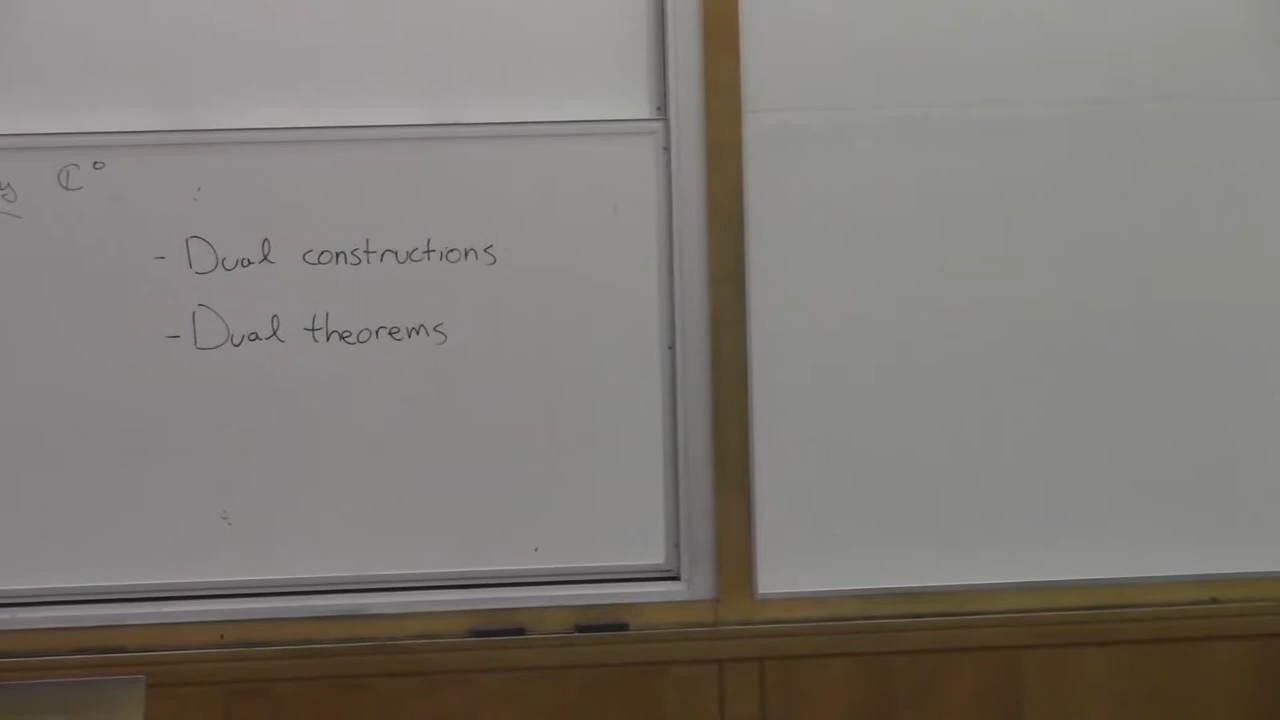 ℂ°
- Dual constructions
- Dual theorems